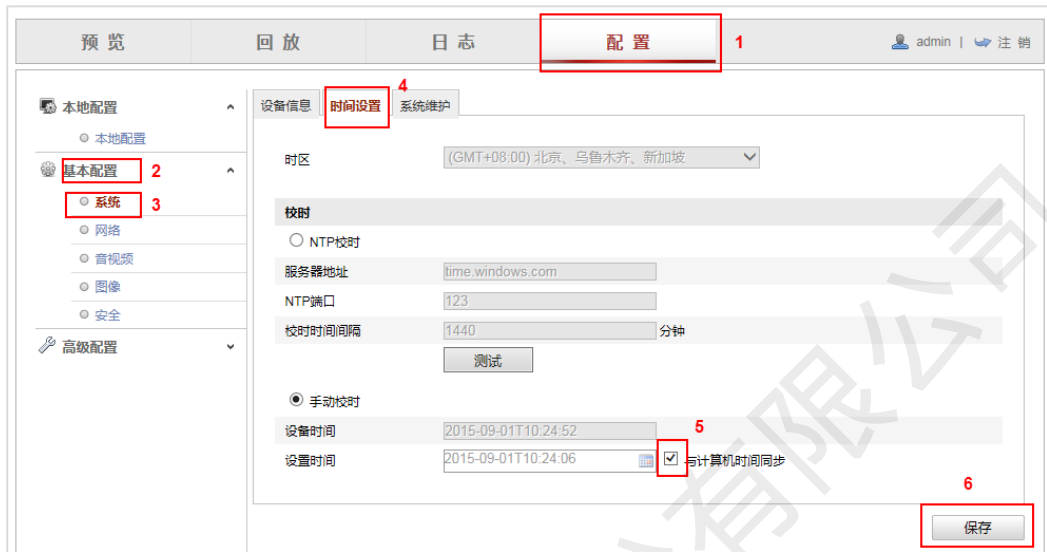 预览 回放 日志 配置 1 admin | 注销
4
本地配置 设备信息 时间设置 系统维护
本地配置
时区 (GMT+08:00) 北京、乌鲁木齐、新加坡
基本配置 2
系统 3
校时
网络 NTP校时
音视频 服务器地址 time.windows.com
图像 NTP端口 123
安全 校时时间间隔 1440 分钟
高级配置 测试
手动校时
设备时间 2015-09-01T10:24:52 5
设置时间 2015-09-01T10:24:06 与计算机时间同步
6
保存
有限公司